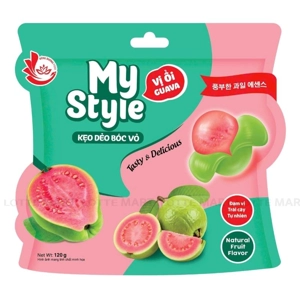 My
Style
Vị Ổi
GUAVA
KẸO DẺO BÓC VỎ
풍부한 과일 에센스
Tasty & Delicious
Đậm vị
Trái cây
Tự nhiên
Natural
Fruit
Flavor
Net Wt: 120g